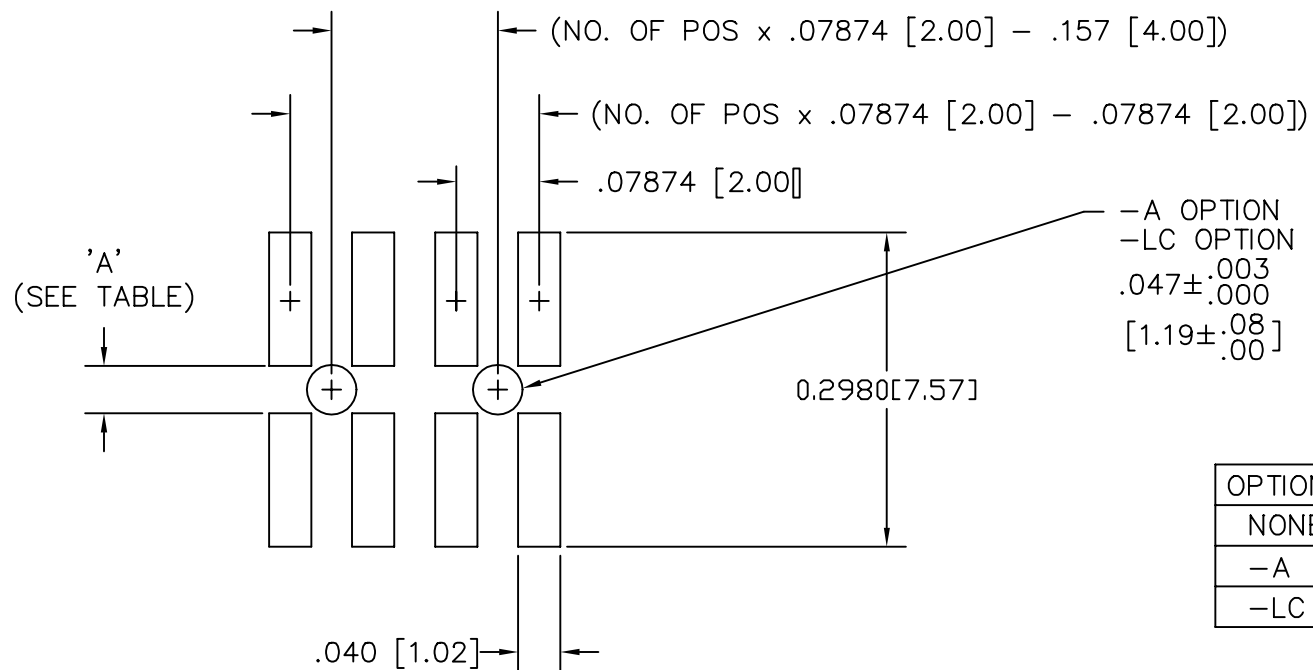 (NO. OF POS x .07874 [2.00] – .157 [4.00])
(NO. OF POS x .07874 [2.00] – .07874 [2.00])
.07874 [2.00]
–A OPTION
–LC OPTION
.047± .003
.000
[1.19± .08
.00 ]
'A'
(SEE TABLE)
0.2980[7.57]
OPTION
NONE
–A
–LC
.040 [1.02]